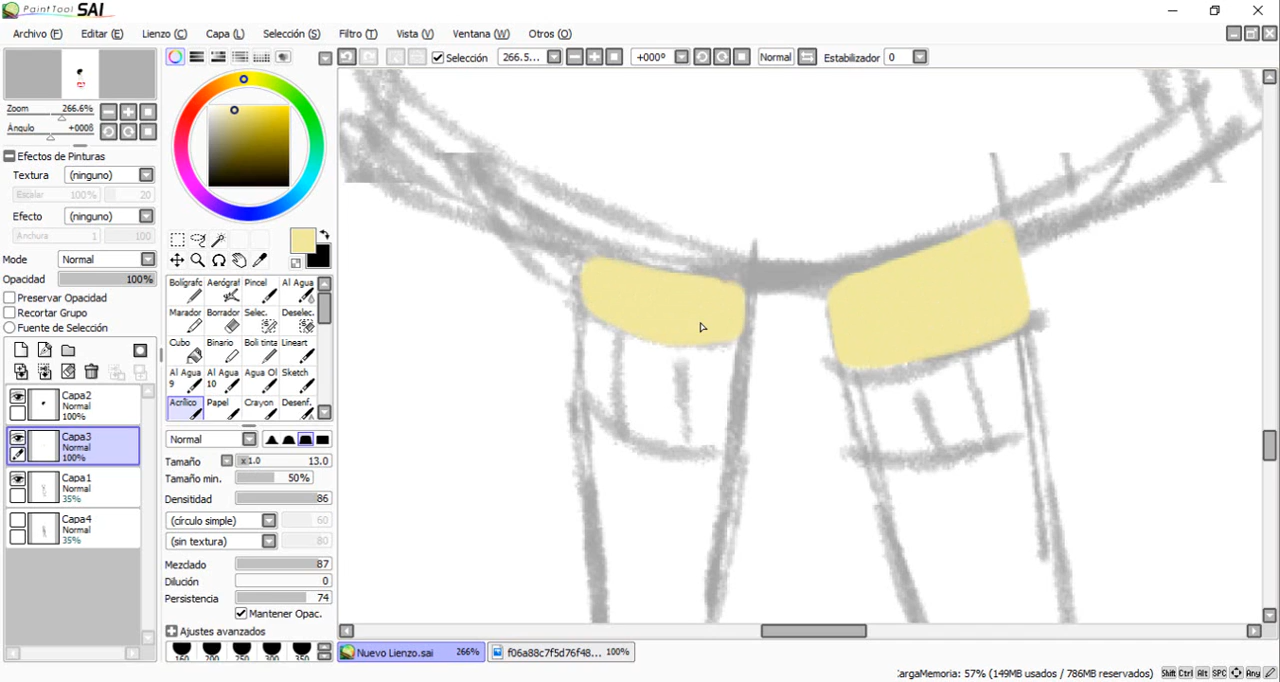 PaintTool SAI
Archivo (F) Editar (E) Lienzo (C) Capa (L) Selección (S) Filtro (T) Vista (V) Ventana (W) Otros (O)
Selección 266.5... +000º Normal Estabilizador 0
Zoom 266.6%
Ángulo +000ß
Efectos de Pinturas
Textura (ninguno)
Escalar 100% 20
Efecto (ninguno)
Anchura 1 100
Mode Normal
Opacidad 100%
Preservar Opacidad
Recortar Grupo
Fuente de Selección
Capa2
Normal
100%
Capa3
Normal
100%
Capa1
Normal
35%
Capa4
Normal
35%
Bolígrafc Aerógraf Pincel Al Agua
Marador Borrador Selec. Deselec.
Cubo Binario Boli tinta Lineart
Al Agua 9 Al Agua 10 Agua Ol Sketch
Acrílico Papel Crayon Desenf.
Normal
Tamaño x1.0 13.0
Tamaño min. 50%
Densitidad 86
(círculo simple) 60
(sin textura) 80
Mezclado 87
Dilución 0
Persistencia 74
Mantener Opac.
Ajustes avanzados
160 200 250 300 350
Nuevo Lienzo.sai 266% f06a88c7f5d76f48... 100%
CargaMemoria: 57% (149MB usados / 786MB reservados) Shift Ctrl Alt SPC Any